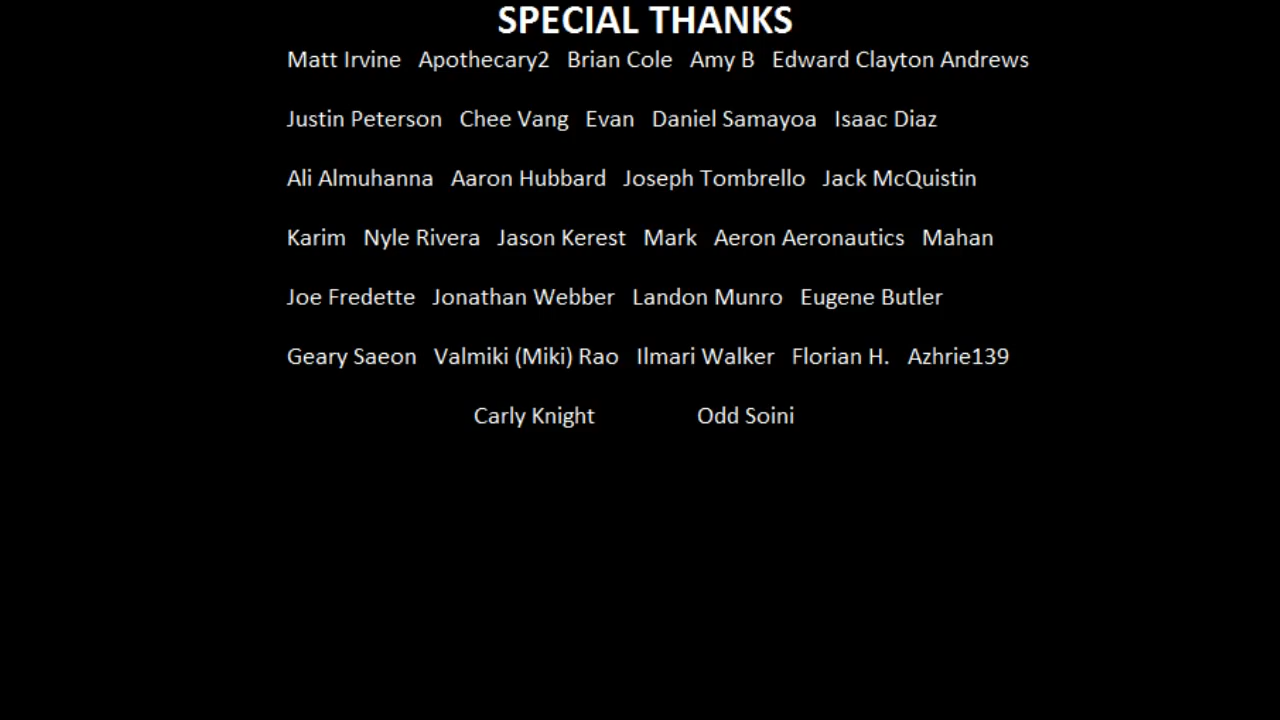 SPECIAL THANKS
Matt Irvine Apothecary2 Brian Cole Amy B Edward Clayton Andrews
Justin Peterson Chee Vang Evan Daniel Samayoa Isaac Diaz
Ali Almuhanna Aaron Hubbard Joseph Tombrello Jack McQuistin
Karim Nyle Rivera Jason Kerest Mark Aeron Aeronautics Mahan
Joe Fredette Jonathan Webber Landon Munro Eugene Butler
Geary Saeon Valmiki (Miki) Rao Ilmari Walker Florian H. Azhrie139
Carly Knight Odd Soini